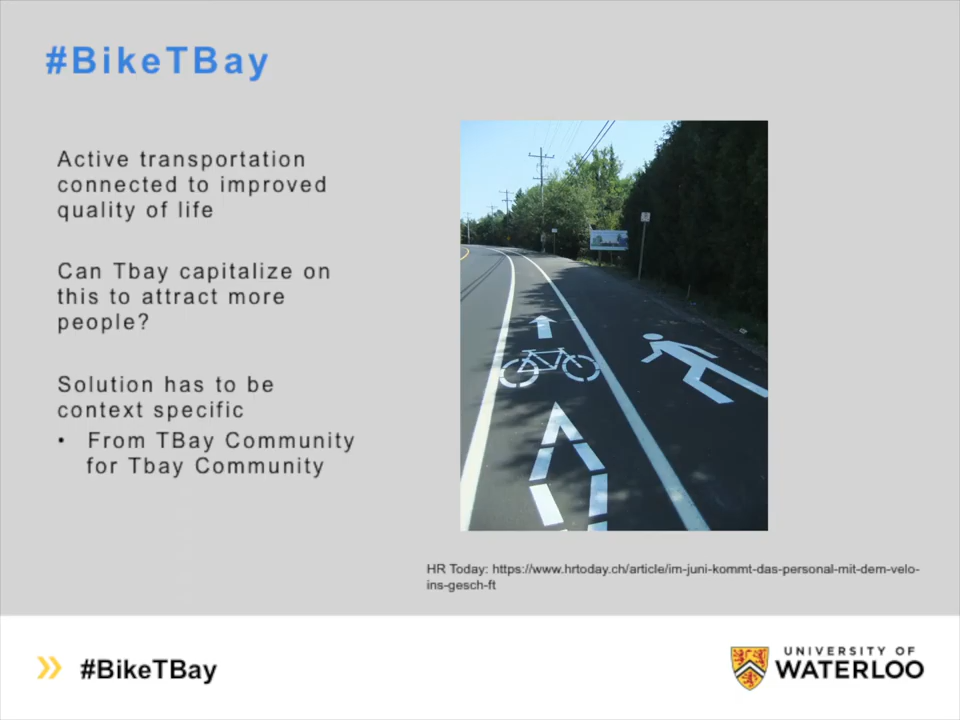 #BikeTBay
Active transportation
connected to improved
quality of life
Can Tbay capitalize on
this to attract more
people?
Solution has to be
context specific
• From TBay Community
for Tbay Community
HR Today: https://www.hrtoday.ch/article/im-juni-kommt-das-personal-mit-dem-velo-
ins-gesch-ft
#BikeTBay
UNIVERSITY OF
WATERLOO